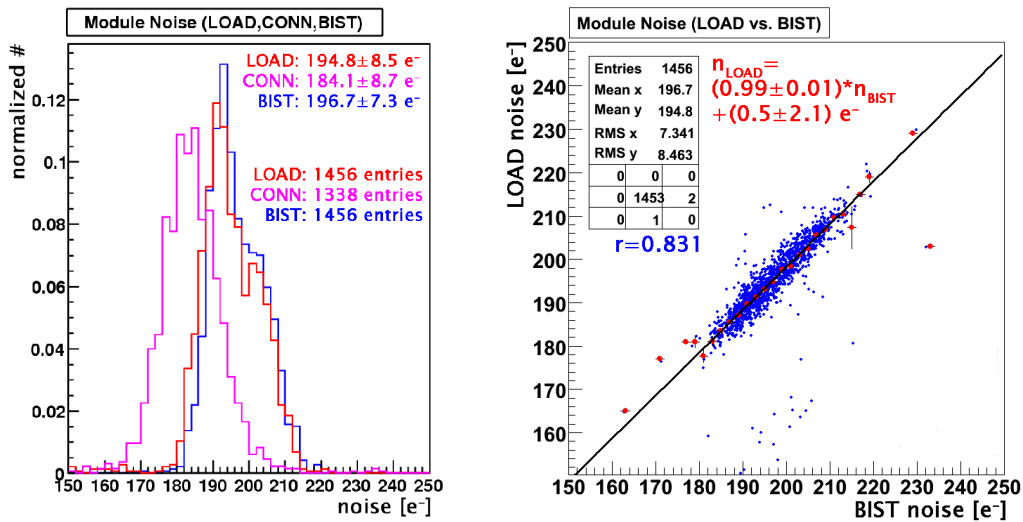 Module Noise (LOAD,CONN,BIST)
normalized #
LOAD: 194.8±8.5 e⁻
CONN: 184.1±8.7 e⁻
BIST: 196.7±7.3 e⁻
LOAD: 1456 entries
CONN: 1338 entries
BIST: 1456 entries
0.12
0.1
0.08
0.06
0.04
0.02
0
150 160 170 180 190 200 210 220 230 240 250
noise [e⁻]
Module Noise (LOAD vs. BIST)
LOAD noise [e⁻]
Entries 1456
Mean x 196.7
Mean y 194.8
RMS x 7.341
RMS y 8.463
0 0 0
0 1453 2
0 1 0
r=0.831
n_LOAD=
(0.99±0.01)*n_BIST
+(0.5±2.1) e⁻
250
240
230
220
210
200
190
180
170
160
150 160 170 180 190 200 210 220 230 240 250
BIST noise [e⁻]